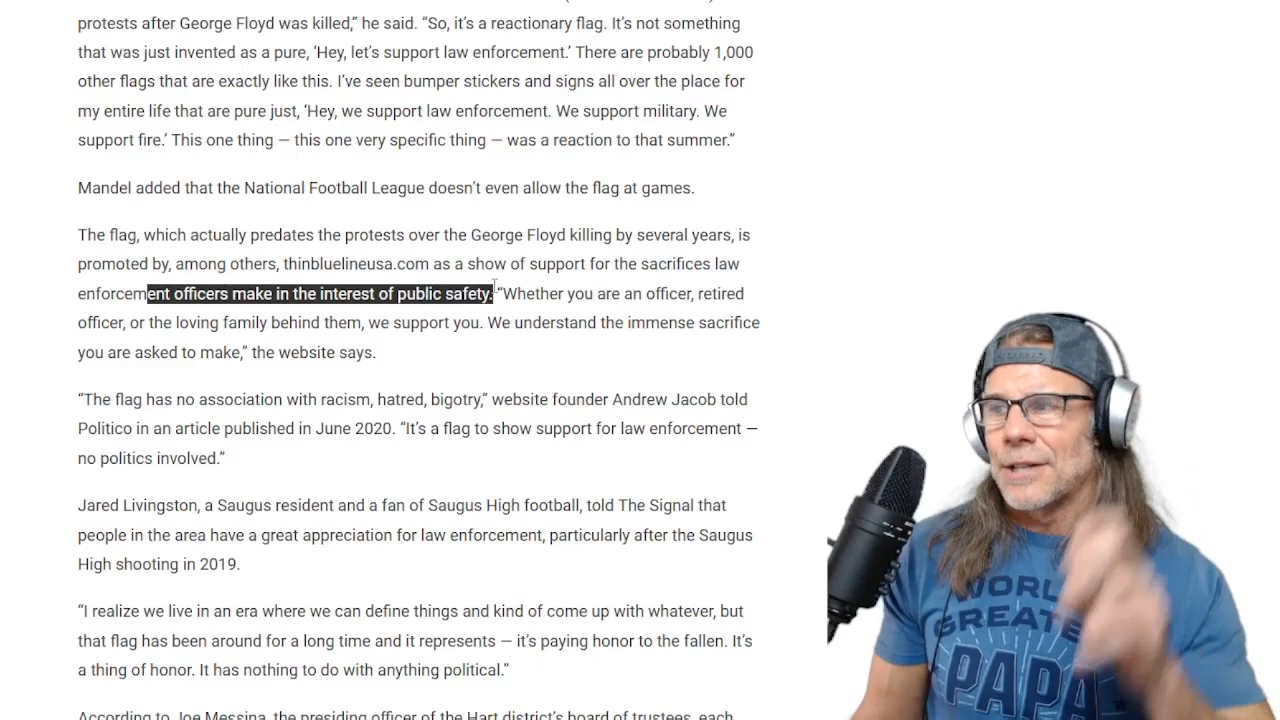 protests after George Floyd was killed,” he said. “So, it’s a reactionary flag. It’s not something
that was just invented as a pure, ‘Hey, let’s support law enforcement.’ There are probably 1,000
other flags that are exactly like this. I’ve seen bumper stickers and signs all over the place for
my entire life that are pure just, ‘Hey, we support law enforcement. We support military. We
support fire.’ This one thing — this one very specific thing — was a reaction to that summer.”
Mandel added that the National Football League doesn’t even allow the flag at games.
The flag, which actually predates the protests over the George Floyd killing by several years, is
promoted by, among others, thinbluelineusa.com as a show of support for the sacrifices law
enforcement officers make in the interest of public safety. “Whether you are an officer, retired
officer, or the loving family behind them, we support you. We understand the immense sacrifice
you are asked to make,” the website says.
“The flag has no association with racism, hatred, bigotry,” website founder Andrew Jacob told
Politico in an article published in June 2020. “It’s a flag to show support for law enforcement —
no politics involved.”
Jared Livingston, a Saugus resident and a fan of Saugus High football, told The Signal that
people in the area have a great appreciation for law enforcement, particularly after the Saugus
High shooting in 2019.
“I realize we live in an era where we can define things and kind of come up with whatever, but
that flag has been around for a long time and it represents — it’s paying honor to the fallen. It’s
a thing of honor. It has nothing to do with anything political.”
According to Joe Messina, the presiding officer of the Hart district’s board of trustees, each
WORL
GREATE
PAPA